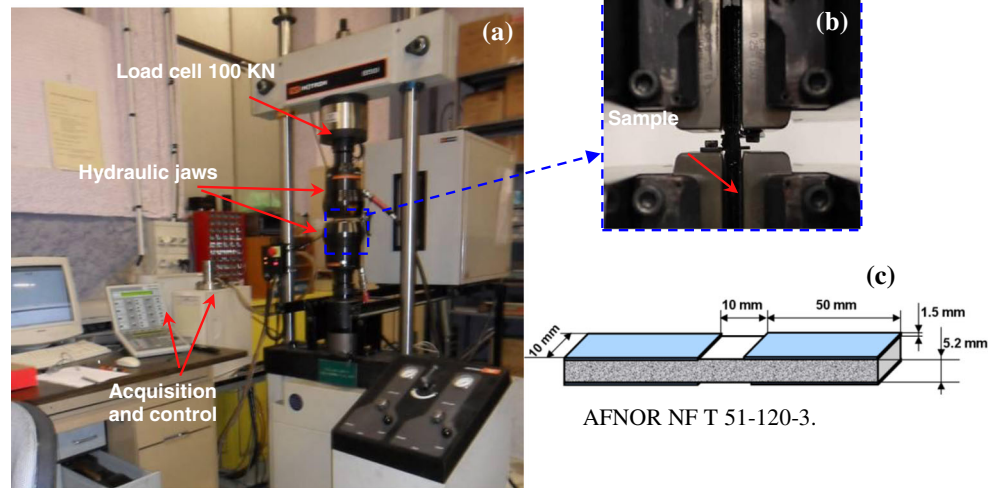 (a)
Load cell 100 KN
INSTRON
Hydraulic jaws
Acquisition
and control
(b)
Sample
(c)
10 mm
50 mm
1.5 mm
10 mm
5.2 mm
AFNOR NF T 51-120-3.